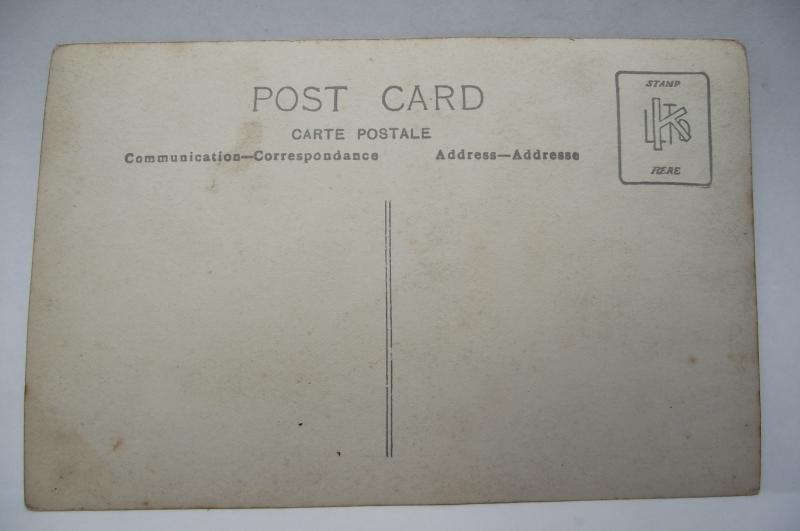 POST CARD
CARTE POSTALE
Communication—Correspondance
Address—Addresse
STAMP
HERE